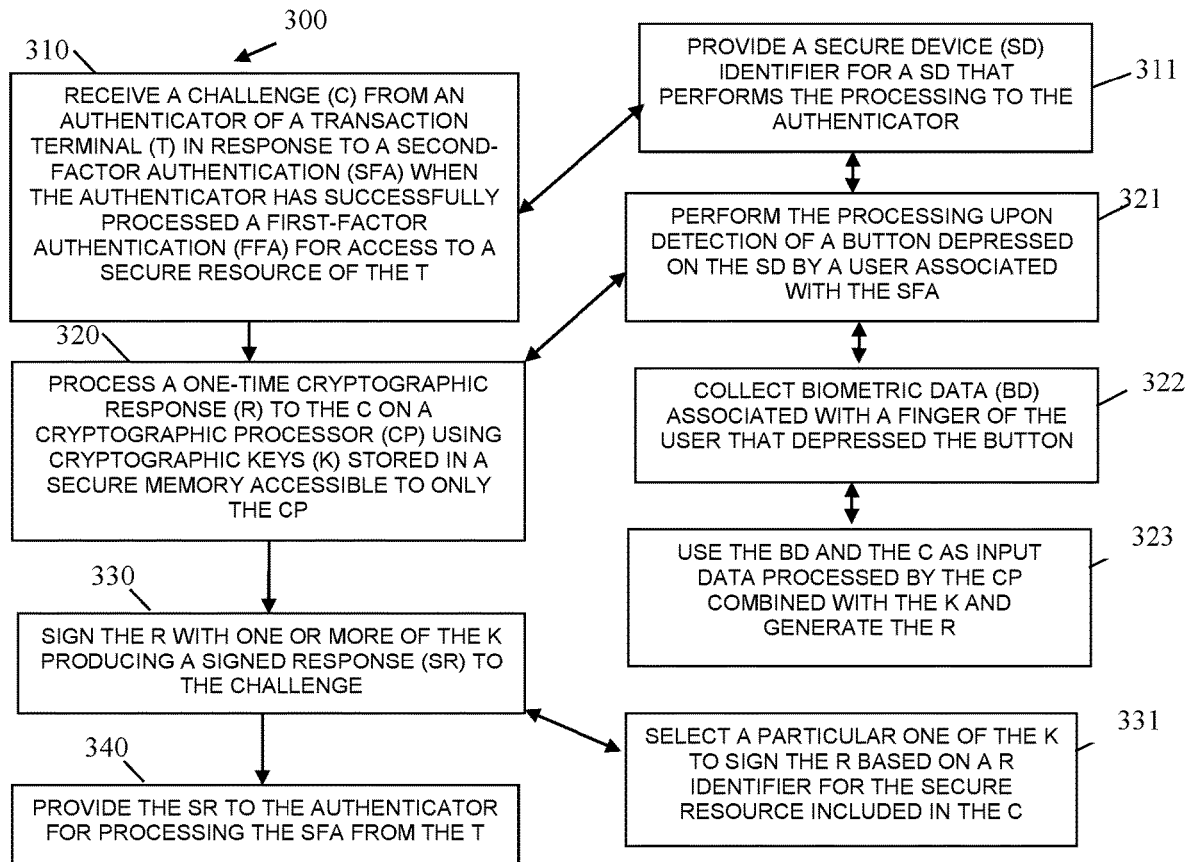 300
310
RECEIVE A CHALLENGE (C) FROM AN
AUTHENTICATOR OF A TRANSACTION
TERMINAL (T) IN RESPONSE TO A SECOND-
FACTOR AUTHENTICATION (SFA) WHEN
THE AUTHENTICATOR HAS SUCCESSFULLY
PROCESSED A FIRST-FACTOR
AUTHENTICATION (FFA) FOR ACCESS TO A
SECURE RESOURCE OF THE T
320
PROCESS A ONE-TIME CRYPTOGRAPHIC
RESPONSE (R) TO THE C ON A
CRYPTOGRAPHIC PROCESSOR (CP) USING
CRYPTOGRAPHIC KEYS (K) STORED IN A
SECURE MEMORY ACCESSIBLE TO ONLY
THE CP
330
SIGN THE R WITH ONE OR MORE OF THE K
PRODUCING A SIGNED RESPONSE (SR) TO
THE CHALLENGE
340
PROVIDE THE SR TO THE AUTHENTICATOR
FOR PROCESSING THE SFA FROM THE T
PROVIDE A SECURE DEVICE (SD)
IDENTIFIER FOR A SD THAT
PERFORMS THE PROCESSING TO THE
AUTHENTICATOR
311
PERFORM THE PROCESSING UPON
DETECTION OF A BUTTON DEPRESSED
ON THE SD BY A USER ASSOCIATED
WITH THE SFA
321
COLLECT BIOMETRIC DATA (BD)
ASSOCIATED WITH A FINGER OF THE
USER THAT DEPRESSED THE BUTTON
322
USE THE BD AND THE C AS INPUT
DATA PROCESSED BY THE CP
COMBINED WITH THE K AND
GENERATE THE R
323
SELECT A PARTICULAR ONE OF THE K
TO SIGN THE R BASED ON A R
IDENTIFIER FOR THE SECURE
RESOURCE INCLUDED IN THE C
331